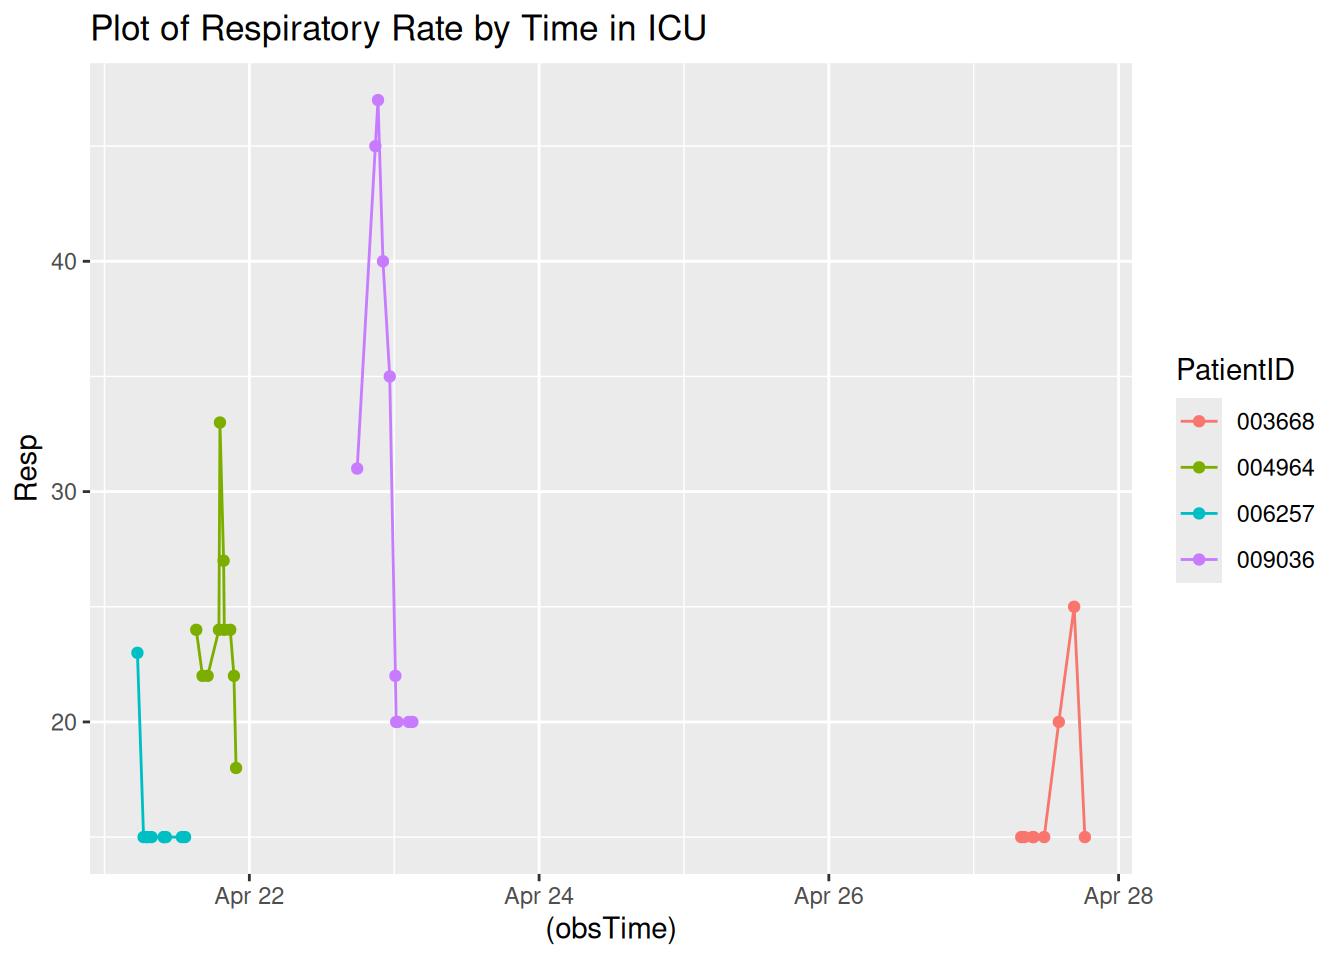 Plot of Respiratory Rate by Time in ICU
Resp
40
30
20
Apr 22
Apr 24
Apr 26
Apr 28
(obsTime)
PatientID
003668
004964
006257
009036